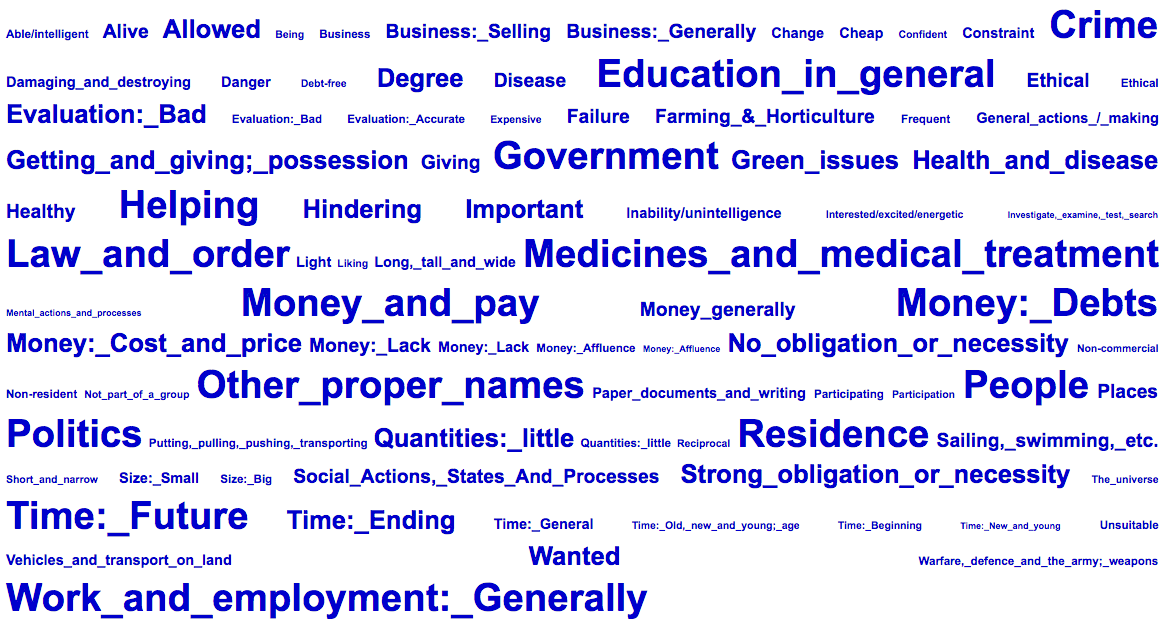 Able/intelligent Alive Allowed Being Business Business:_Selling Business:_Generally Change Cheap Confident Constraint Crime
Damaging_and_destroying Danger Debt-free Degree Disease Education_in_general Ethical Ethical
Evaluation:_Bad Evaluation:_Bad Evaluation:_Accurate Expensive Failure Farming_&_Horticulture Frequent General_actions_/_making
Getting_and_giving;_possession Giving Government Green_issues Health_and_disease
Healthy Helping Hindering Important Inability/unintelligence Interested/excited/energetic Investigate,_examine,_test,_search
Law_and_order Light Liking Long,_tall_and_wide Medicines_and_medical_treatment
Mental_actions_and_processes Money_and_pay Money_generally Money:_Debts
Money:_Cost_and_price Money:_Lack Money:_Lack Money:_Affluence Money:_Affluence No_obligation_or_necessity Non-commercial
Non-resident Not_part_of_a_group Other_proper_names Paper_documents_and_writing Participating Participation People Places
Politics Putting,_pulling,_pushing,_transporting Quantities:_little Quantities:_little Reciprocal Residence Sailing,_swimming,_etc.
Short_and_narrow Size:_Small Size:_Big Social_Actions,_States_And_Processes Strong_obligation_or_necessity The_universe
Time:_Future Time:_Ending Time:_General Time:_Old,_new_and_young;_age Time:_Beginning Time:_New_and_young Unsuitable
Vehicles_and_transport_on_land Wanted Warfare,_defence_and_the_army;_weapons
Work_and_employment:_Generally